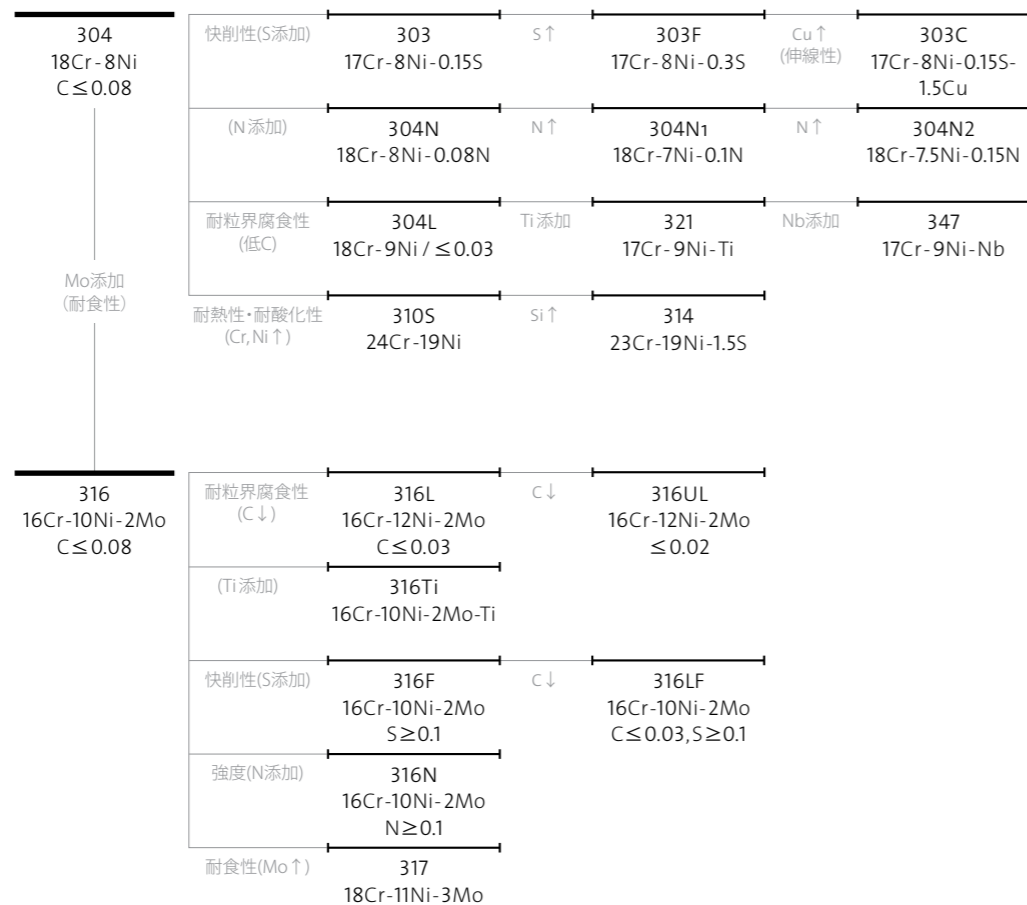 304
18Cr-8Ni
C≤0.08
快削性(S添加)
303
17Cr-8Ni-0.15S
S↑
303F
17Cr-8Ni-0.3S
Cu↑
(伸線性)
303C
17Cr-8Ni-0.15S-
1.5Cu
(N添加)
304N
18Cr-8Ni-0.08N
N↑
304N1
18Cr-7Ni-0.1N
N↑
304N2
18Cr-7.5Ni-0.15N
耐粒界腐食性
(低C)
304L
18Cr-9Ni / ≤0.03
Ti添加
321
17Cr-9Ni-Ti
Nb添加
347
17Cr-9Ni-Nb
Mo添加
(耐食性)
耐熱性・耐酸化性
(Cr,Ni↑)
310S
24Cr-19Ni
Si↑
314
23Cr-19Ni-1.5S
316
16Cr-10Ni-2Mo
C≤0.08
耐粒界腐食性
(C↓)
316L
16Cr-12Ni-2Mo
C≤0.03
C↓
316UL
16Cr-12Ni-2Mo
≤0.02
(Ti添加)
316Ti
16Cr-10Ni-2Mo-Ti
快削性(S添加)
316F
16Cr-10Ni-2Mo
S≥0.1
C↓
316LF
16Cr-10Ni-2Mo
C≤0.03,S≥0.1
強度(N添加)
316N
16Cr-10Ni-2Mo
N≥0.1
耐食性(Mo↑)
317
18Cr-11Ni-3Mo